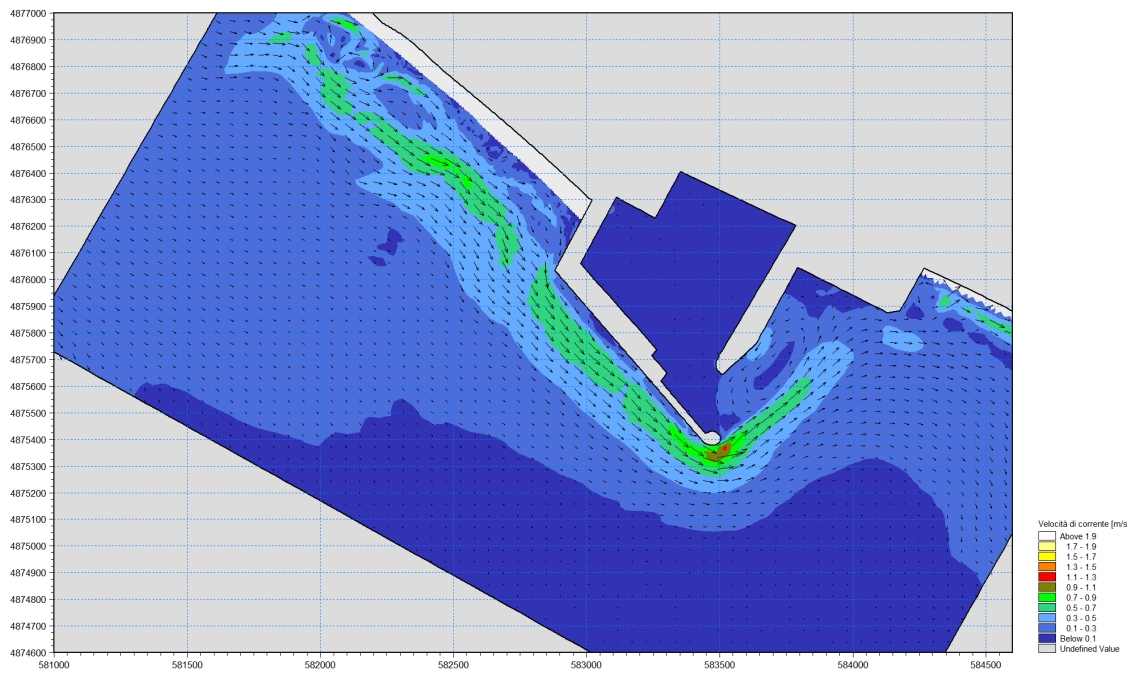 4877000
4876900
4876800
4876700
4876600
4876500
4876400
4876300
4876200
4876100
4876000
4875900
4875800
4875700
4875600
4875500
4875400
4875300
4875200
4875100
4875000
4874900
4874800
4874700
4874600
581000 581500 582000 582500 583000 583500 584000 584500
Velocità di corrente [m/s
Above 1.9
1.7 - 1.9
1.5 - 1.7
1.3 - 1.5
1.1 - 1.3
0.9 - 1.1
0.7 - 0.9
0.5 - 0.7
0.3 - 0.5
0.1 - 0.3
Below 0.1
Undefined Value